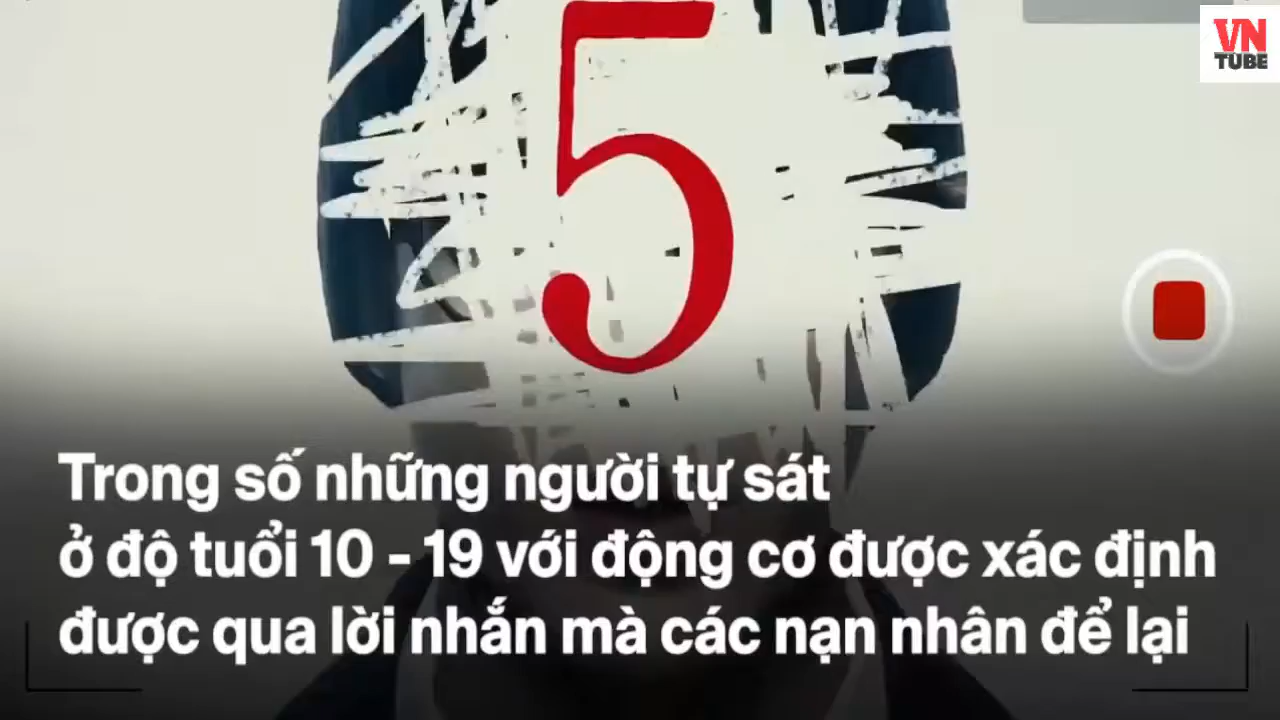 VN
TUBE
5
Trong số những người tự sát
ở độ tuổi 10 - 19 với động cơ được xác định
được qua lời nhắn mà các nạn nhân để lại